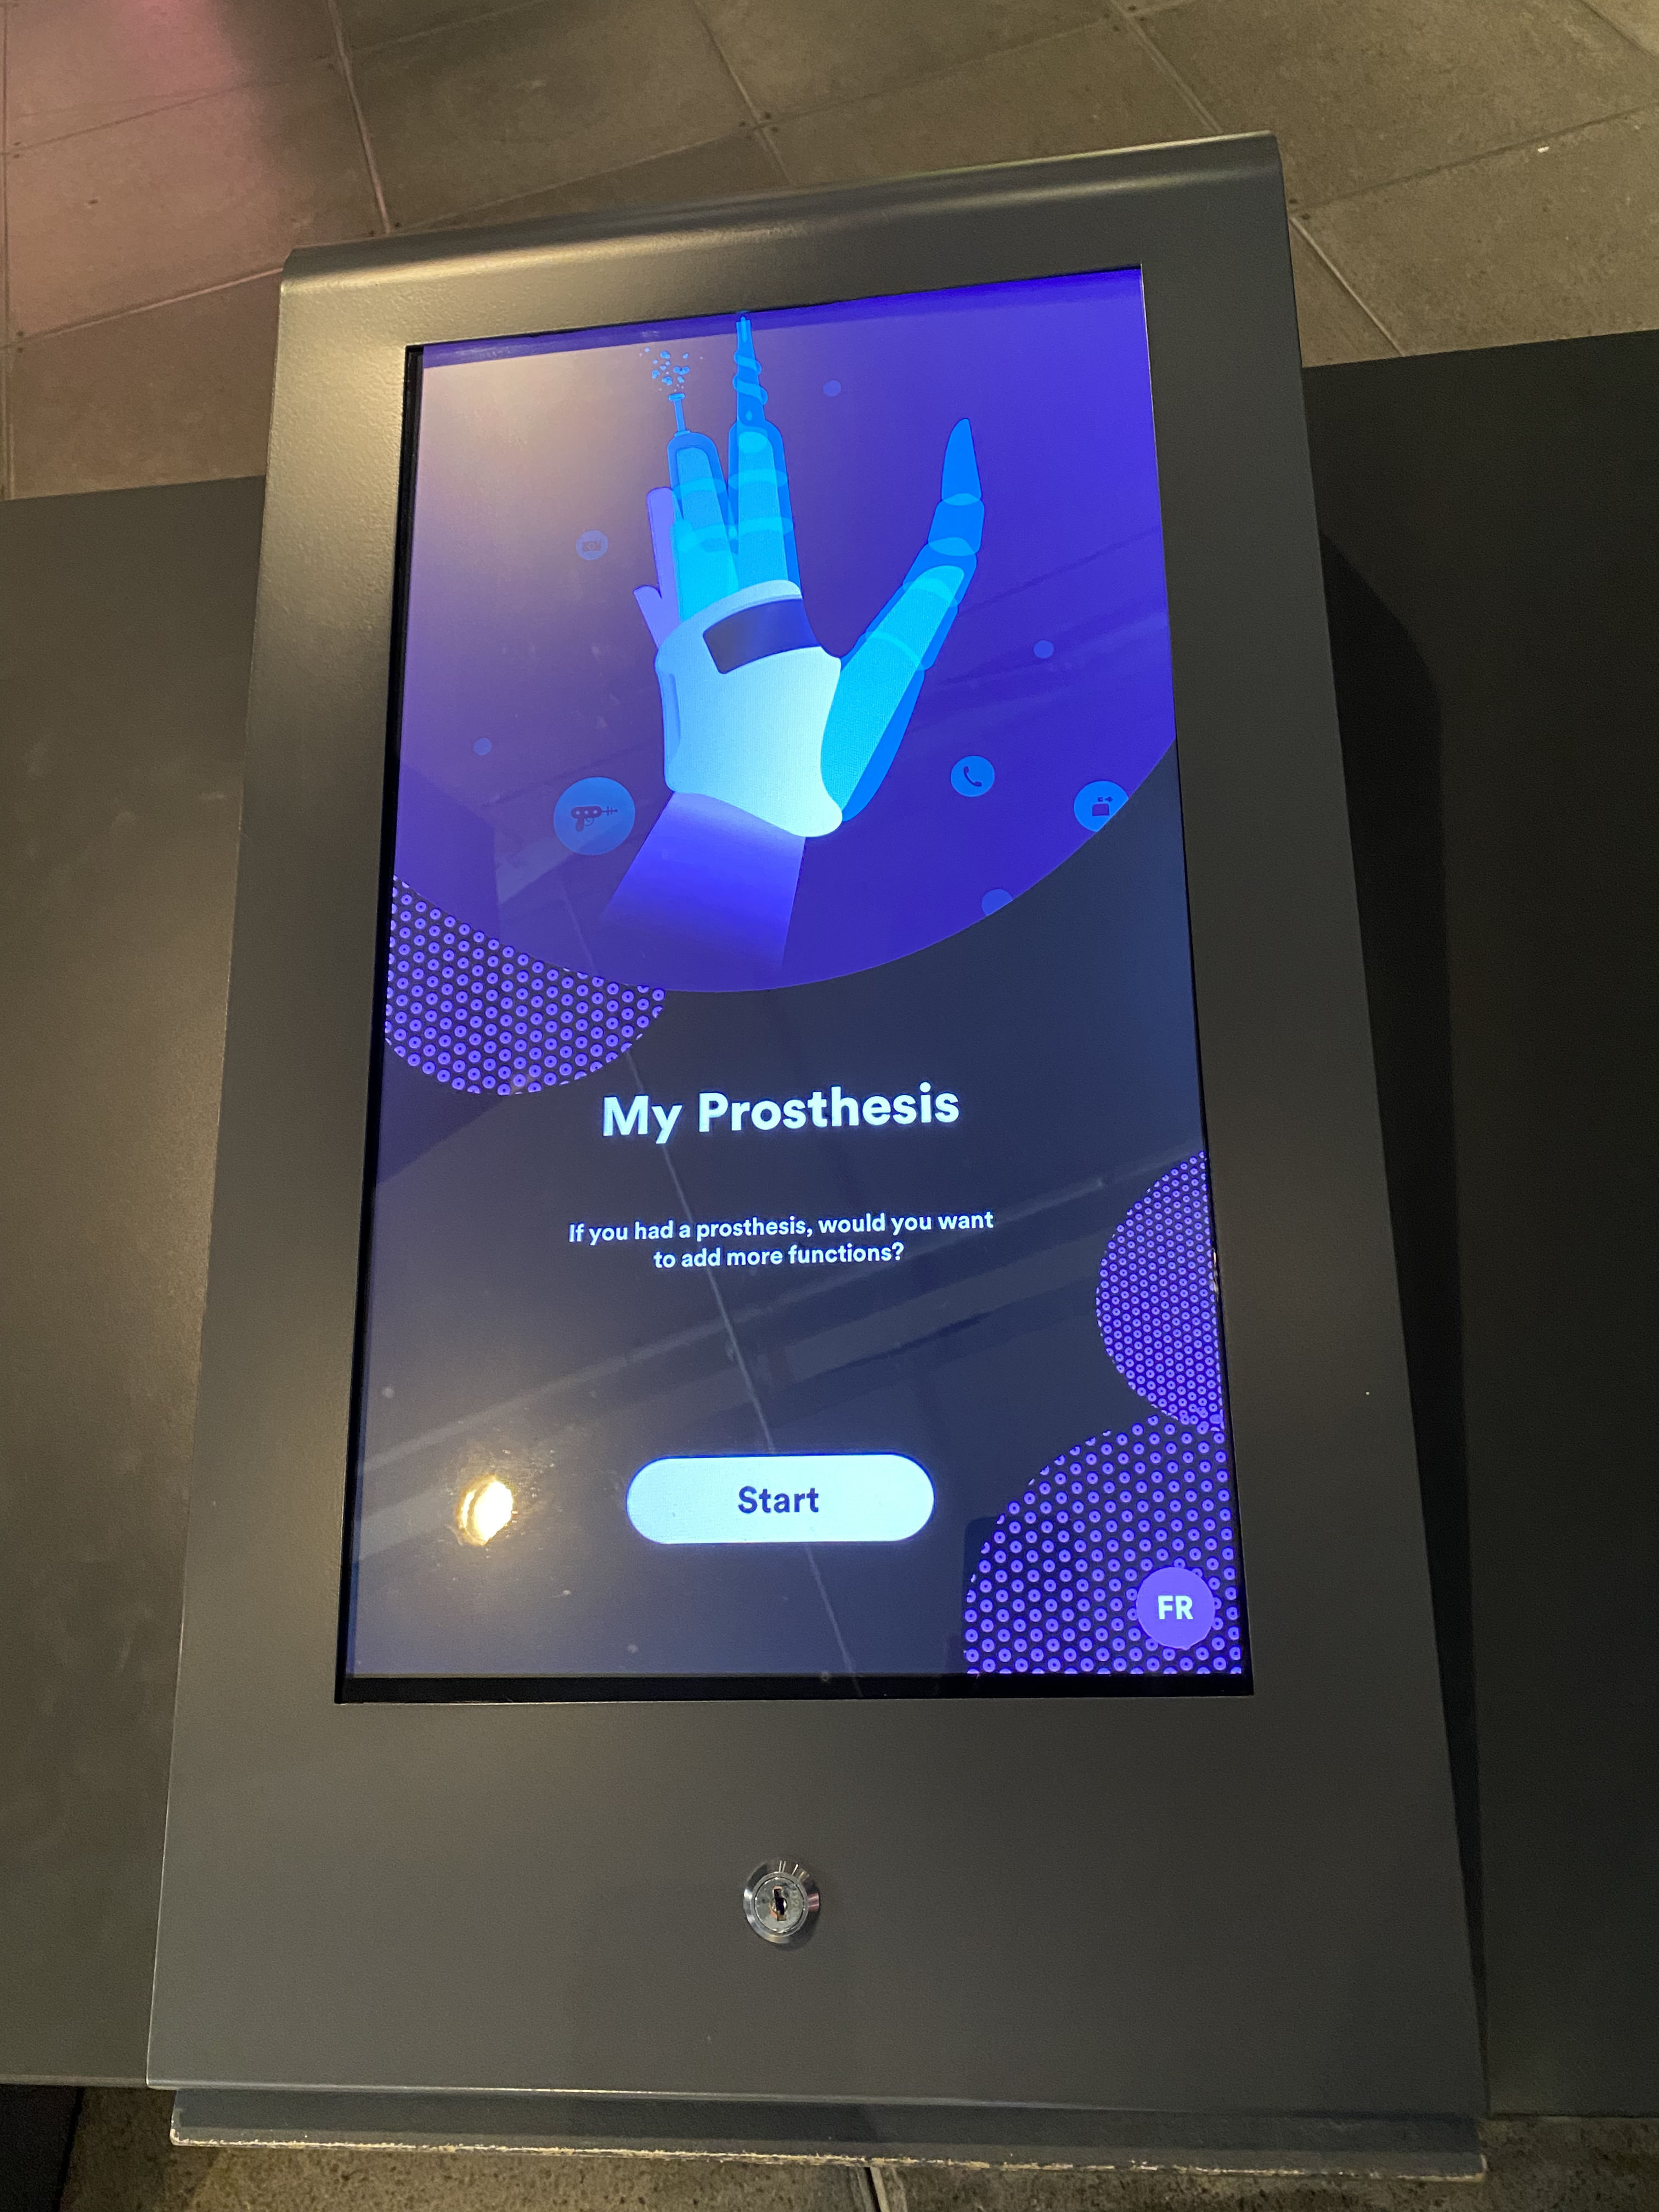 My Prosthesis
If you had a prosthesis, would you want
to add more functions?
Start
FR